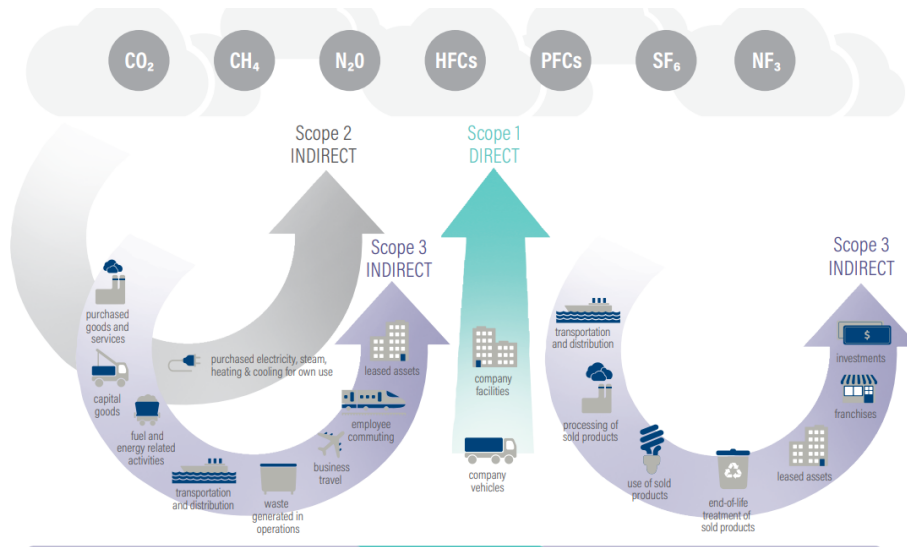 CO₂
CH₄
N₂0
HFCs
PFCs
SF₆
NF₃
Scope 2
INDIRECT
Scope 1
DIRECT
Scope 3
INDIRECT
Scope 3
INDIRECT
purchased
goods and
services
capital
goods
fuel and
energy related
activities
purchased electricity, steam,
heating & cooling for own use
transportation
and distribution
waste
generated in
operations
business
travel
employee
commuting
leased assets
company
facilities
company
vehicles
transportation
and distribution
processing of
sold products
use of sold
products
end-of-life
treatment of
sold products
leased assets
franchises
$
investments